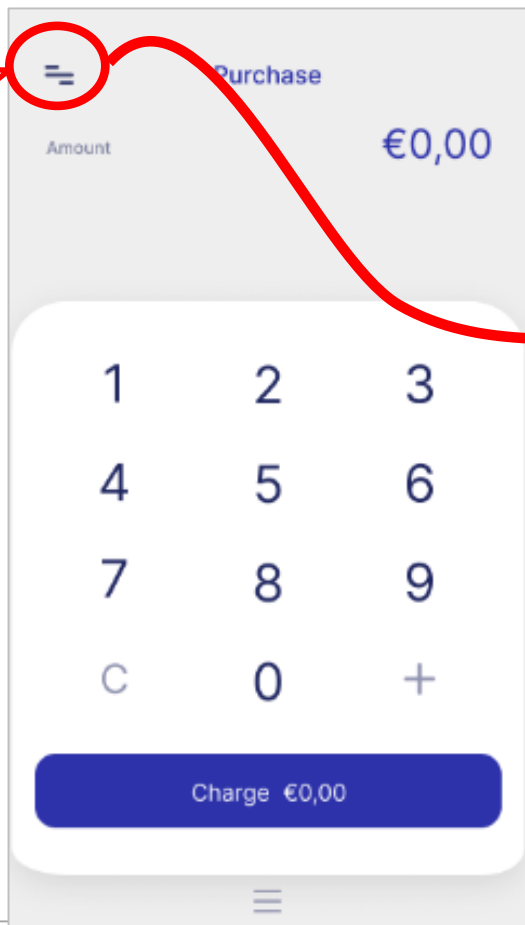 Purchase
Amount €0,00
1 2 3
4 5 6
7 8 9
C 0 +
Charge €0,00